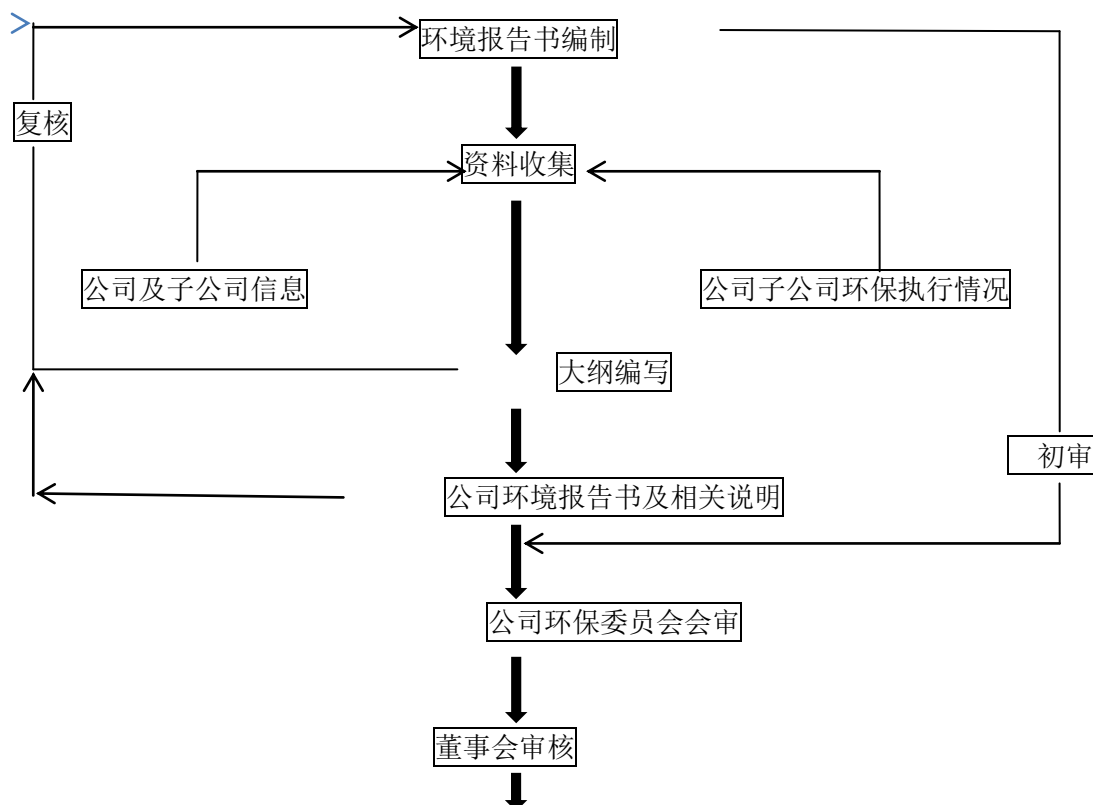 环境报告书编制
复核
资料收集
公司及子公司信息
公司子公司环保执行情况
大纲编写
初审
公司环境报告书及相关说明
公司环保委员会会审
董事会审核